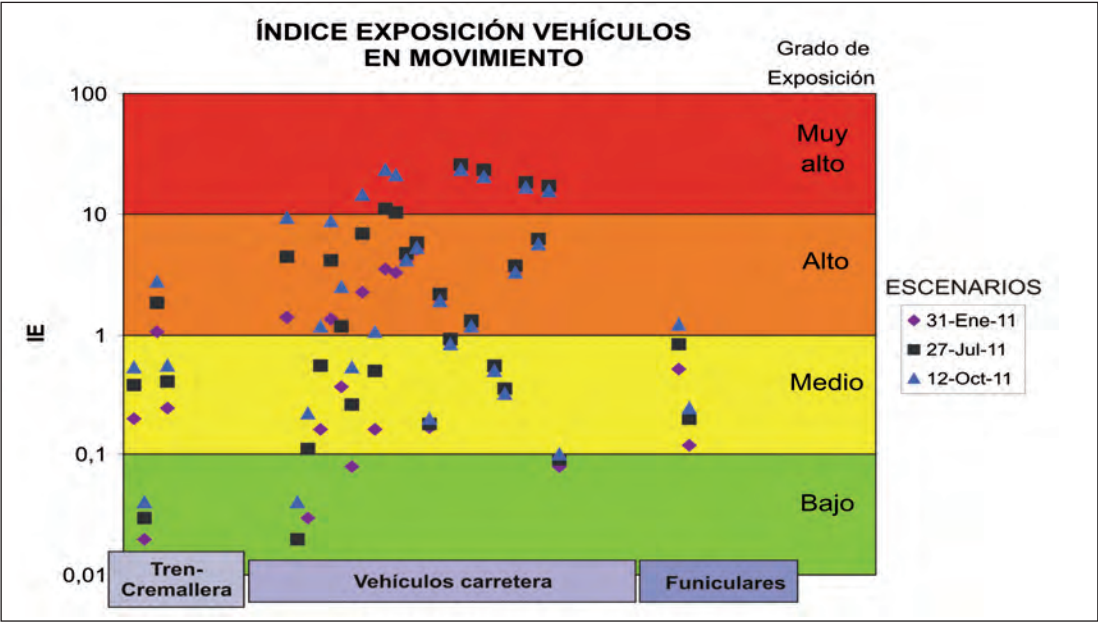 ÍNDICE EXPOSICIÓN VEHÍCULOS
EN MOVIMIENTO
Grado de
Exposición
100
10
1
0,1
0,01
IE
Muy
alto
Alto
Medio
Bajo
ESCENARIOS
31-Ene-11
27-Jul-11
12-Oct-11
Tren-
Cremallera
Vehículos carretera
Funiculares